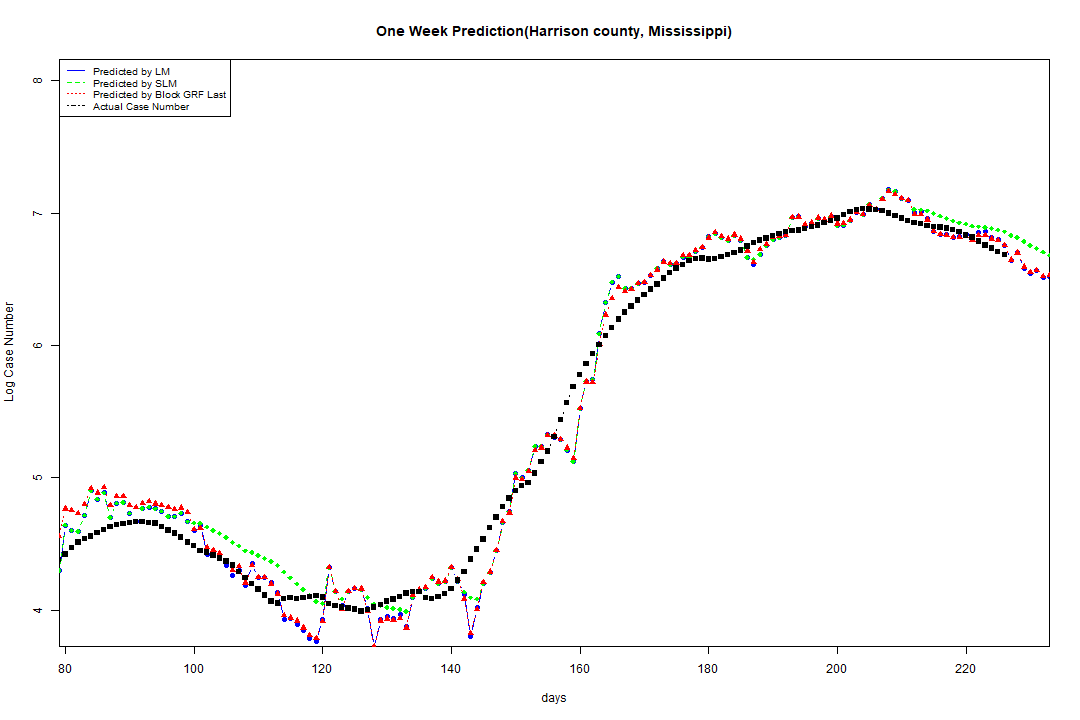 One Week Prediction(Harrison county, Mississippi)
Predicted by LM
Predicted by SLM
Predicted by Block GRF Last
Actual Case Number
Log Case Number
8
7
6
5
4
80 100 120 140 160 180 200 220
days